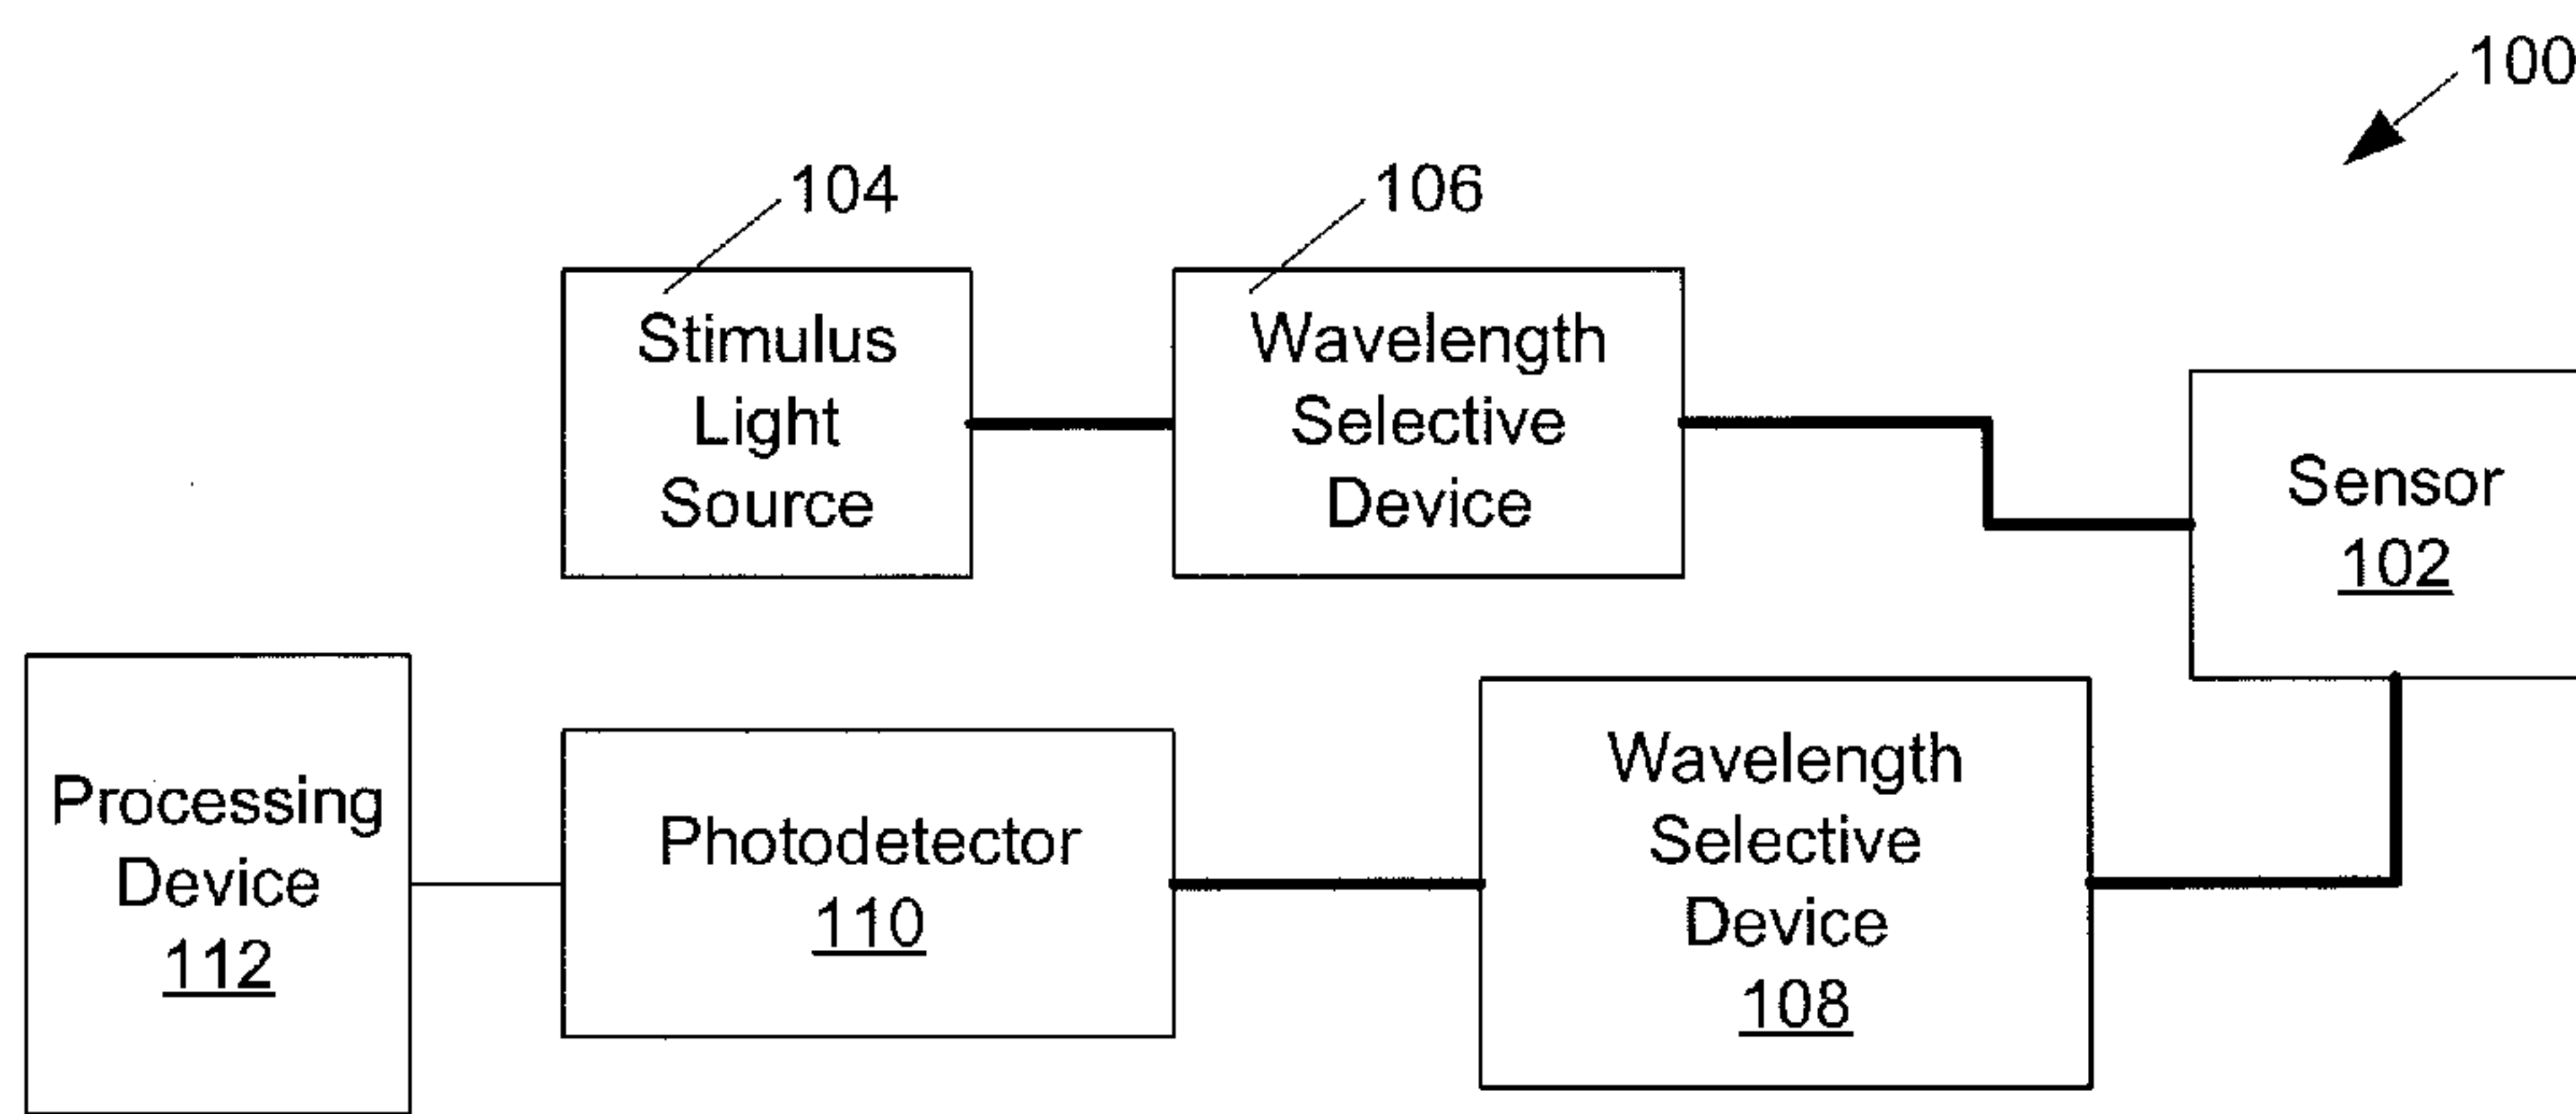 100
104
106
Stimulus
Light
Source
Wavelength
Selective
Device
Sensor
102
Processing
Device
112
Photodetector
110
Wavelength
Selective
Device
108